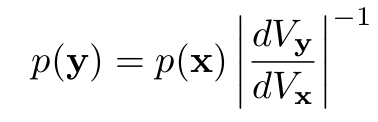 p(𝐲) = p(𝐱) |dV_𝐲 / dV_𝐱|^{-1}